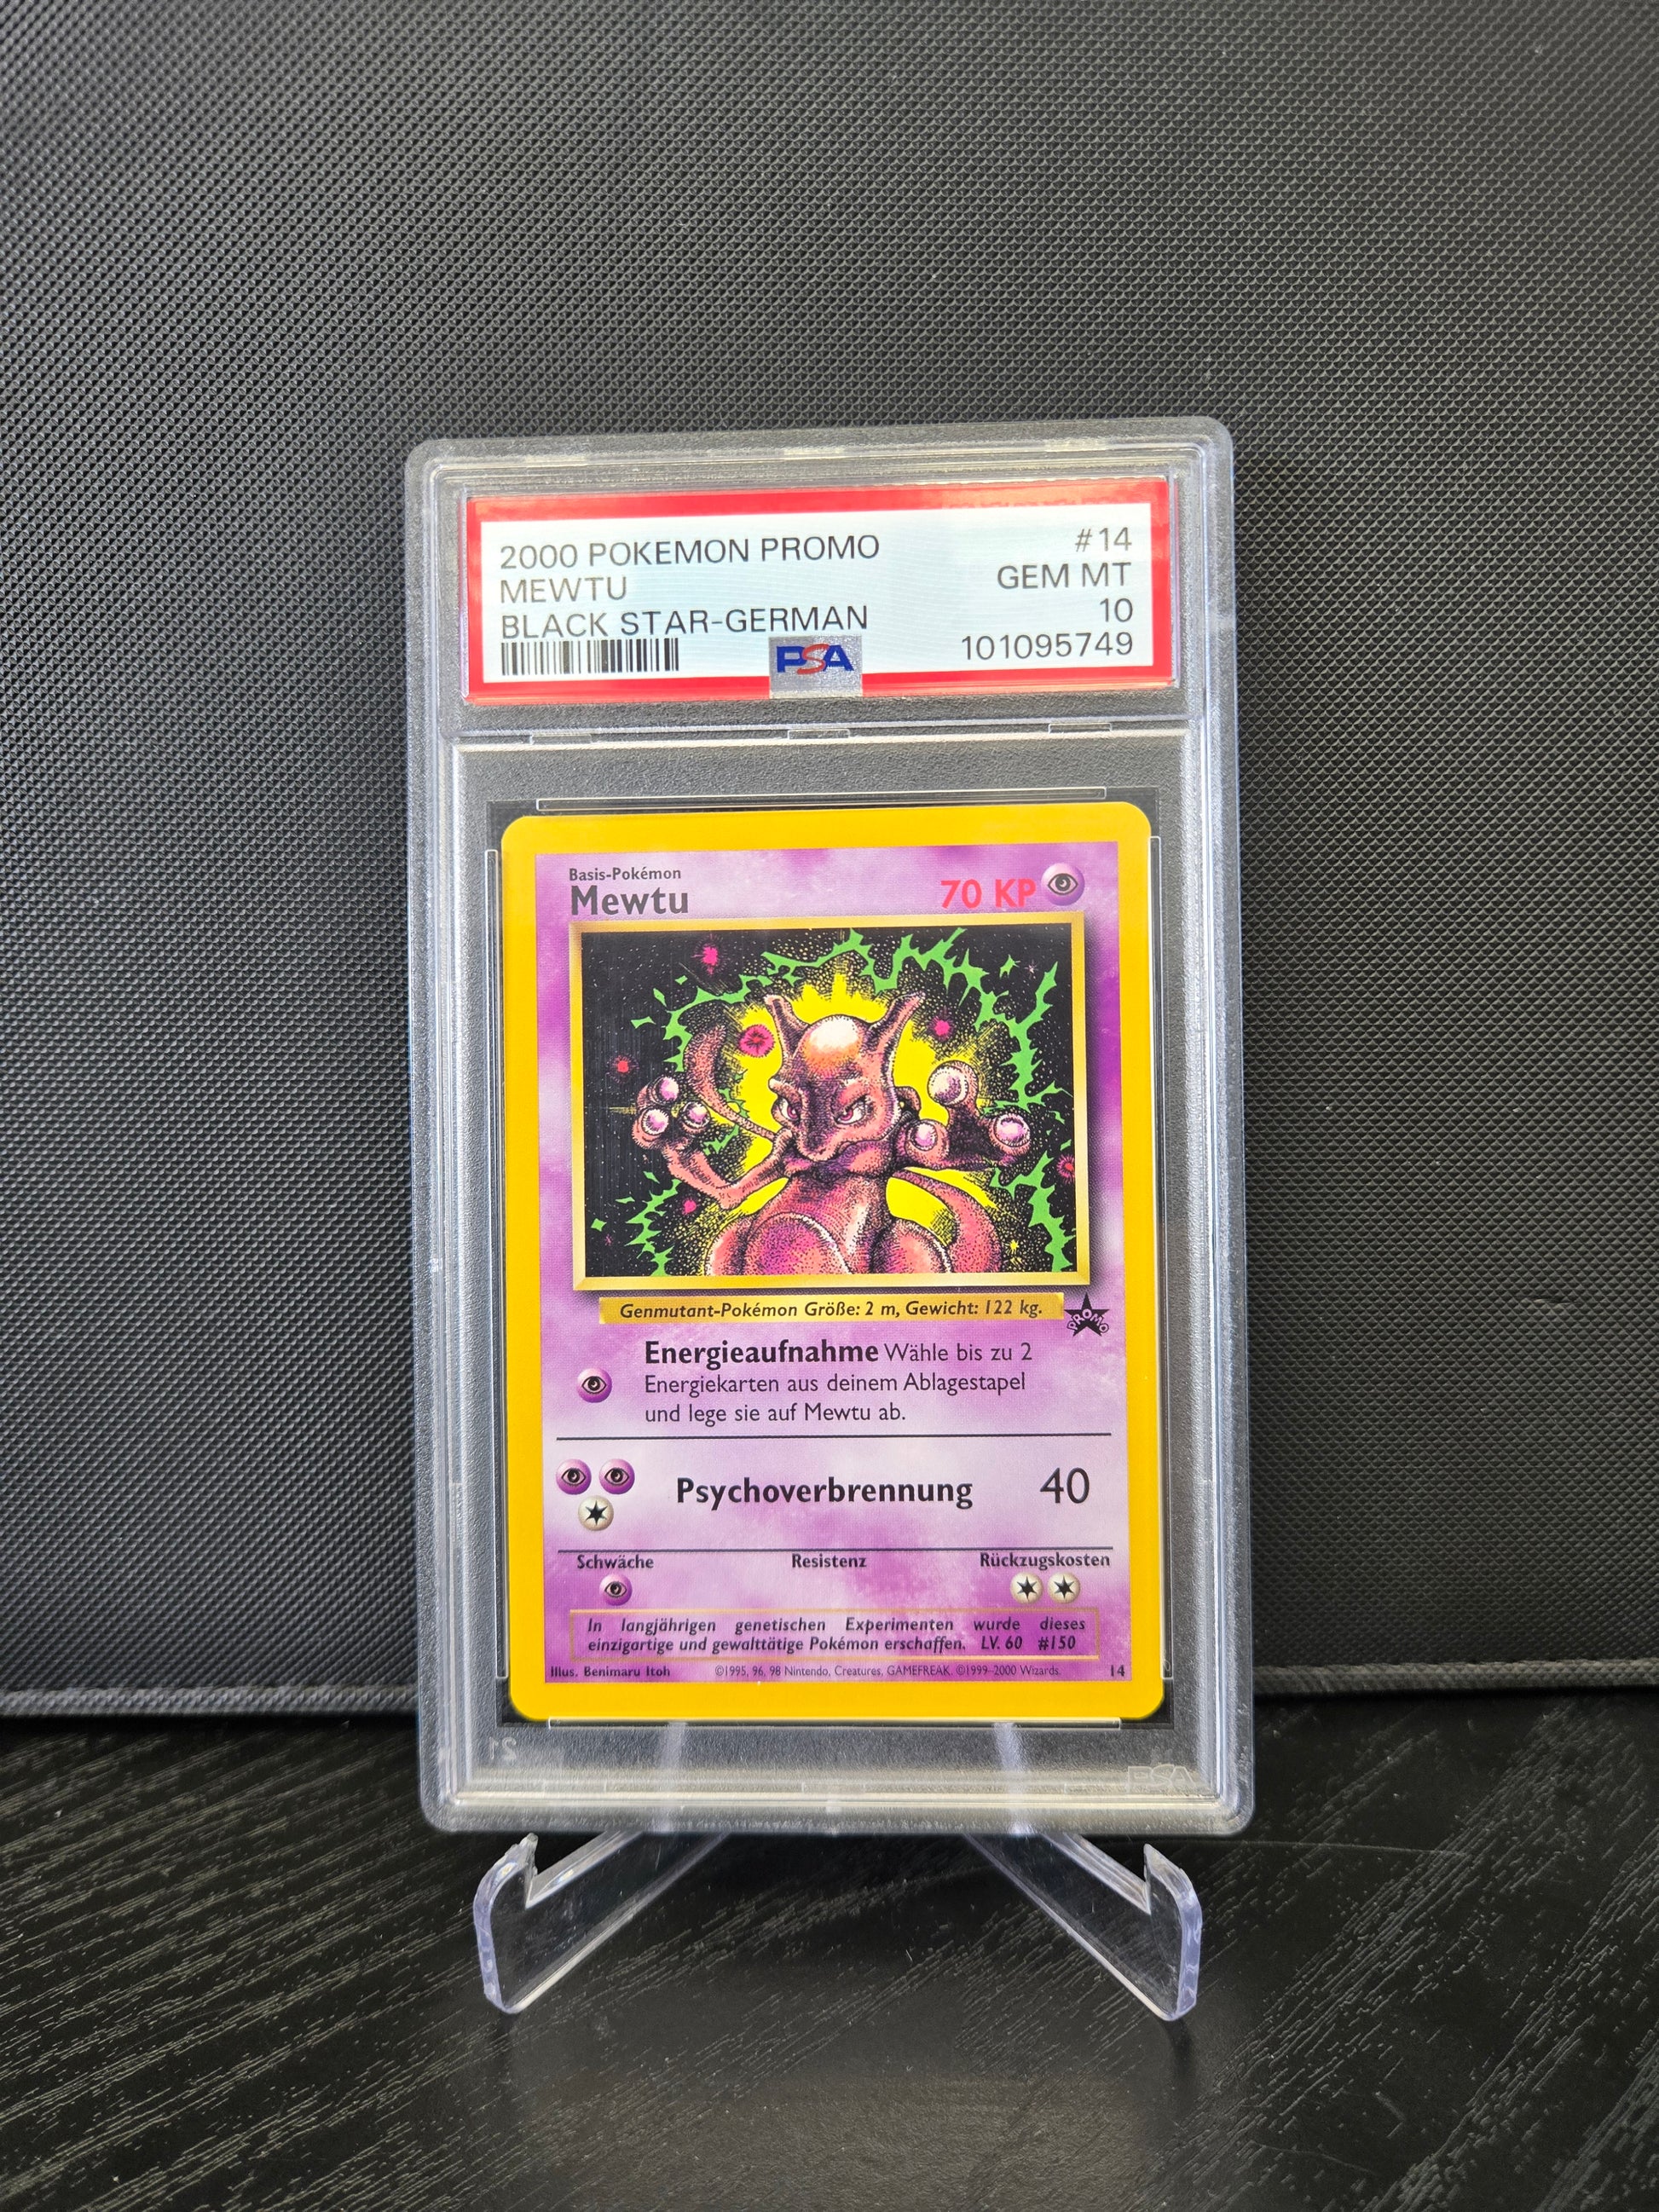 2000 POKEMON PROMO #14
MEWTU GEM MT
BLACK STAR-GERMAN 10
PSA 101095749
Basis-Pokémon
Mewtu 70 KP
Genmutant-Pokémon Größe: 2 m, Gewicht: 122 kg.
PROMO
Energieaufnahme Wähle bis zu 2
Energiekarten aus deinem Ablagestapel
und lege sie auf Mewtu ab.
Psychoverbrennung 40
Schwäche Resistenz Rückzugskosten
In langjährigen genetischen Experimenten wurde dieses
einzigartige und gewalttätige Pokémon erschaffen. LV. 60 #150
Illus. Benimaru Itoh ©1995, 96, 98 Nintendo, Creatures, GAMEFREAK. ©1999-2000 Wizards. 14
21 PSA